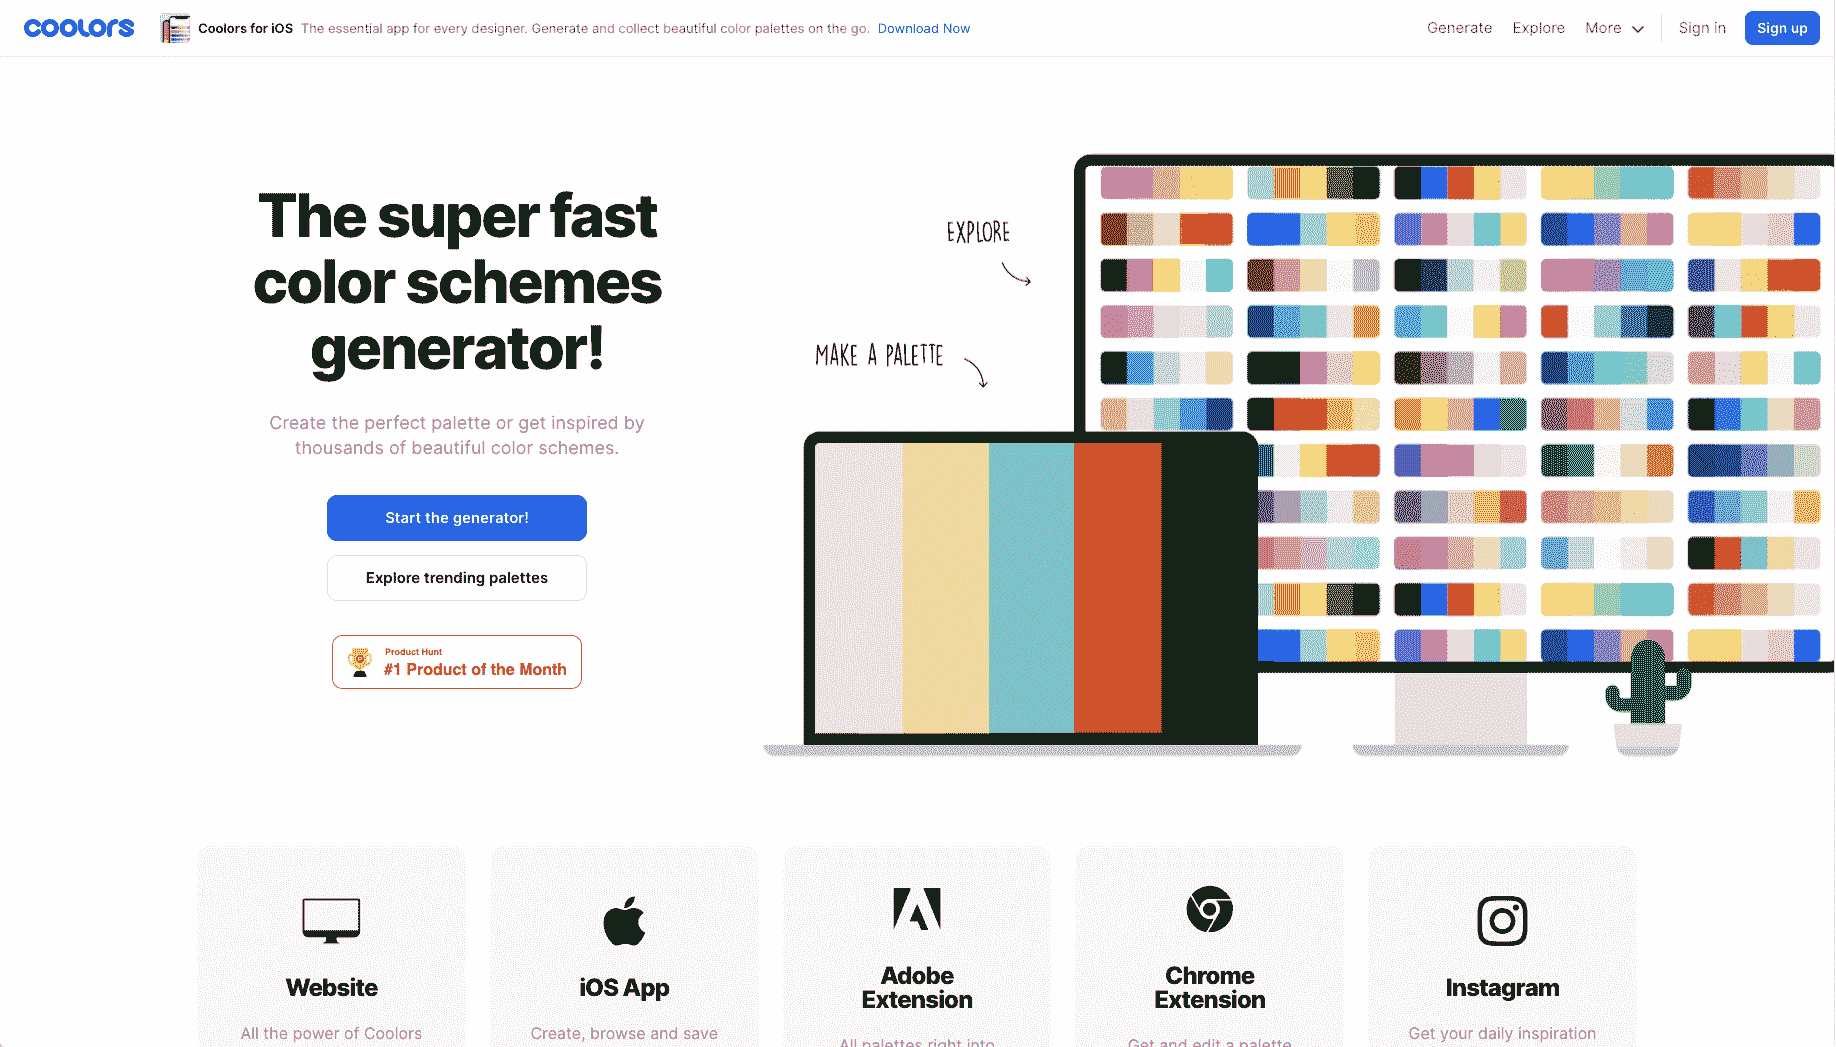 coolors
Coolors for iOS The essential app for every designer. Generate and collect beautiful color palettes on the go. Download Now
Generate
Explore
More
Sign in
Sign up
The super fast
color schemes
generator!
Create the perfect palette or get inspired by
thousands of beautiful color schemes.
Start the generator!
Explore trending palettes
Product Hunt
#1 Product of the Month
EXPLORE
MAKE A PALETTE
Website
All the power of Coolors
iOS App
Create, browse and save
Adobe
Extension
All palettes right into
Chrome
Extension
Get and edit a palette
Instagram
Get your daily inspiration